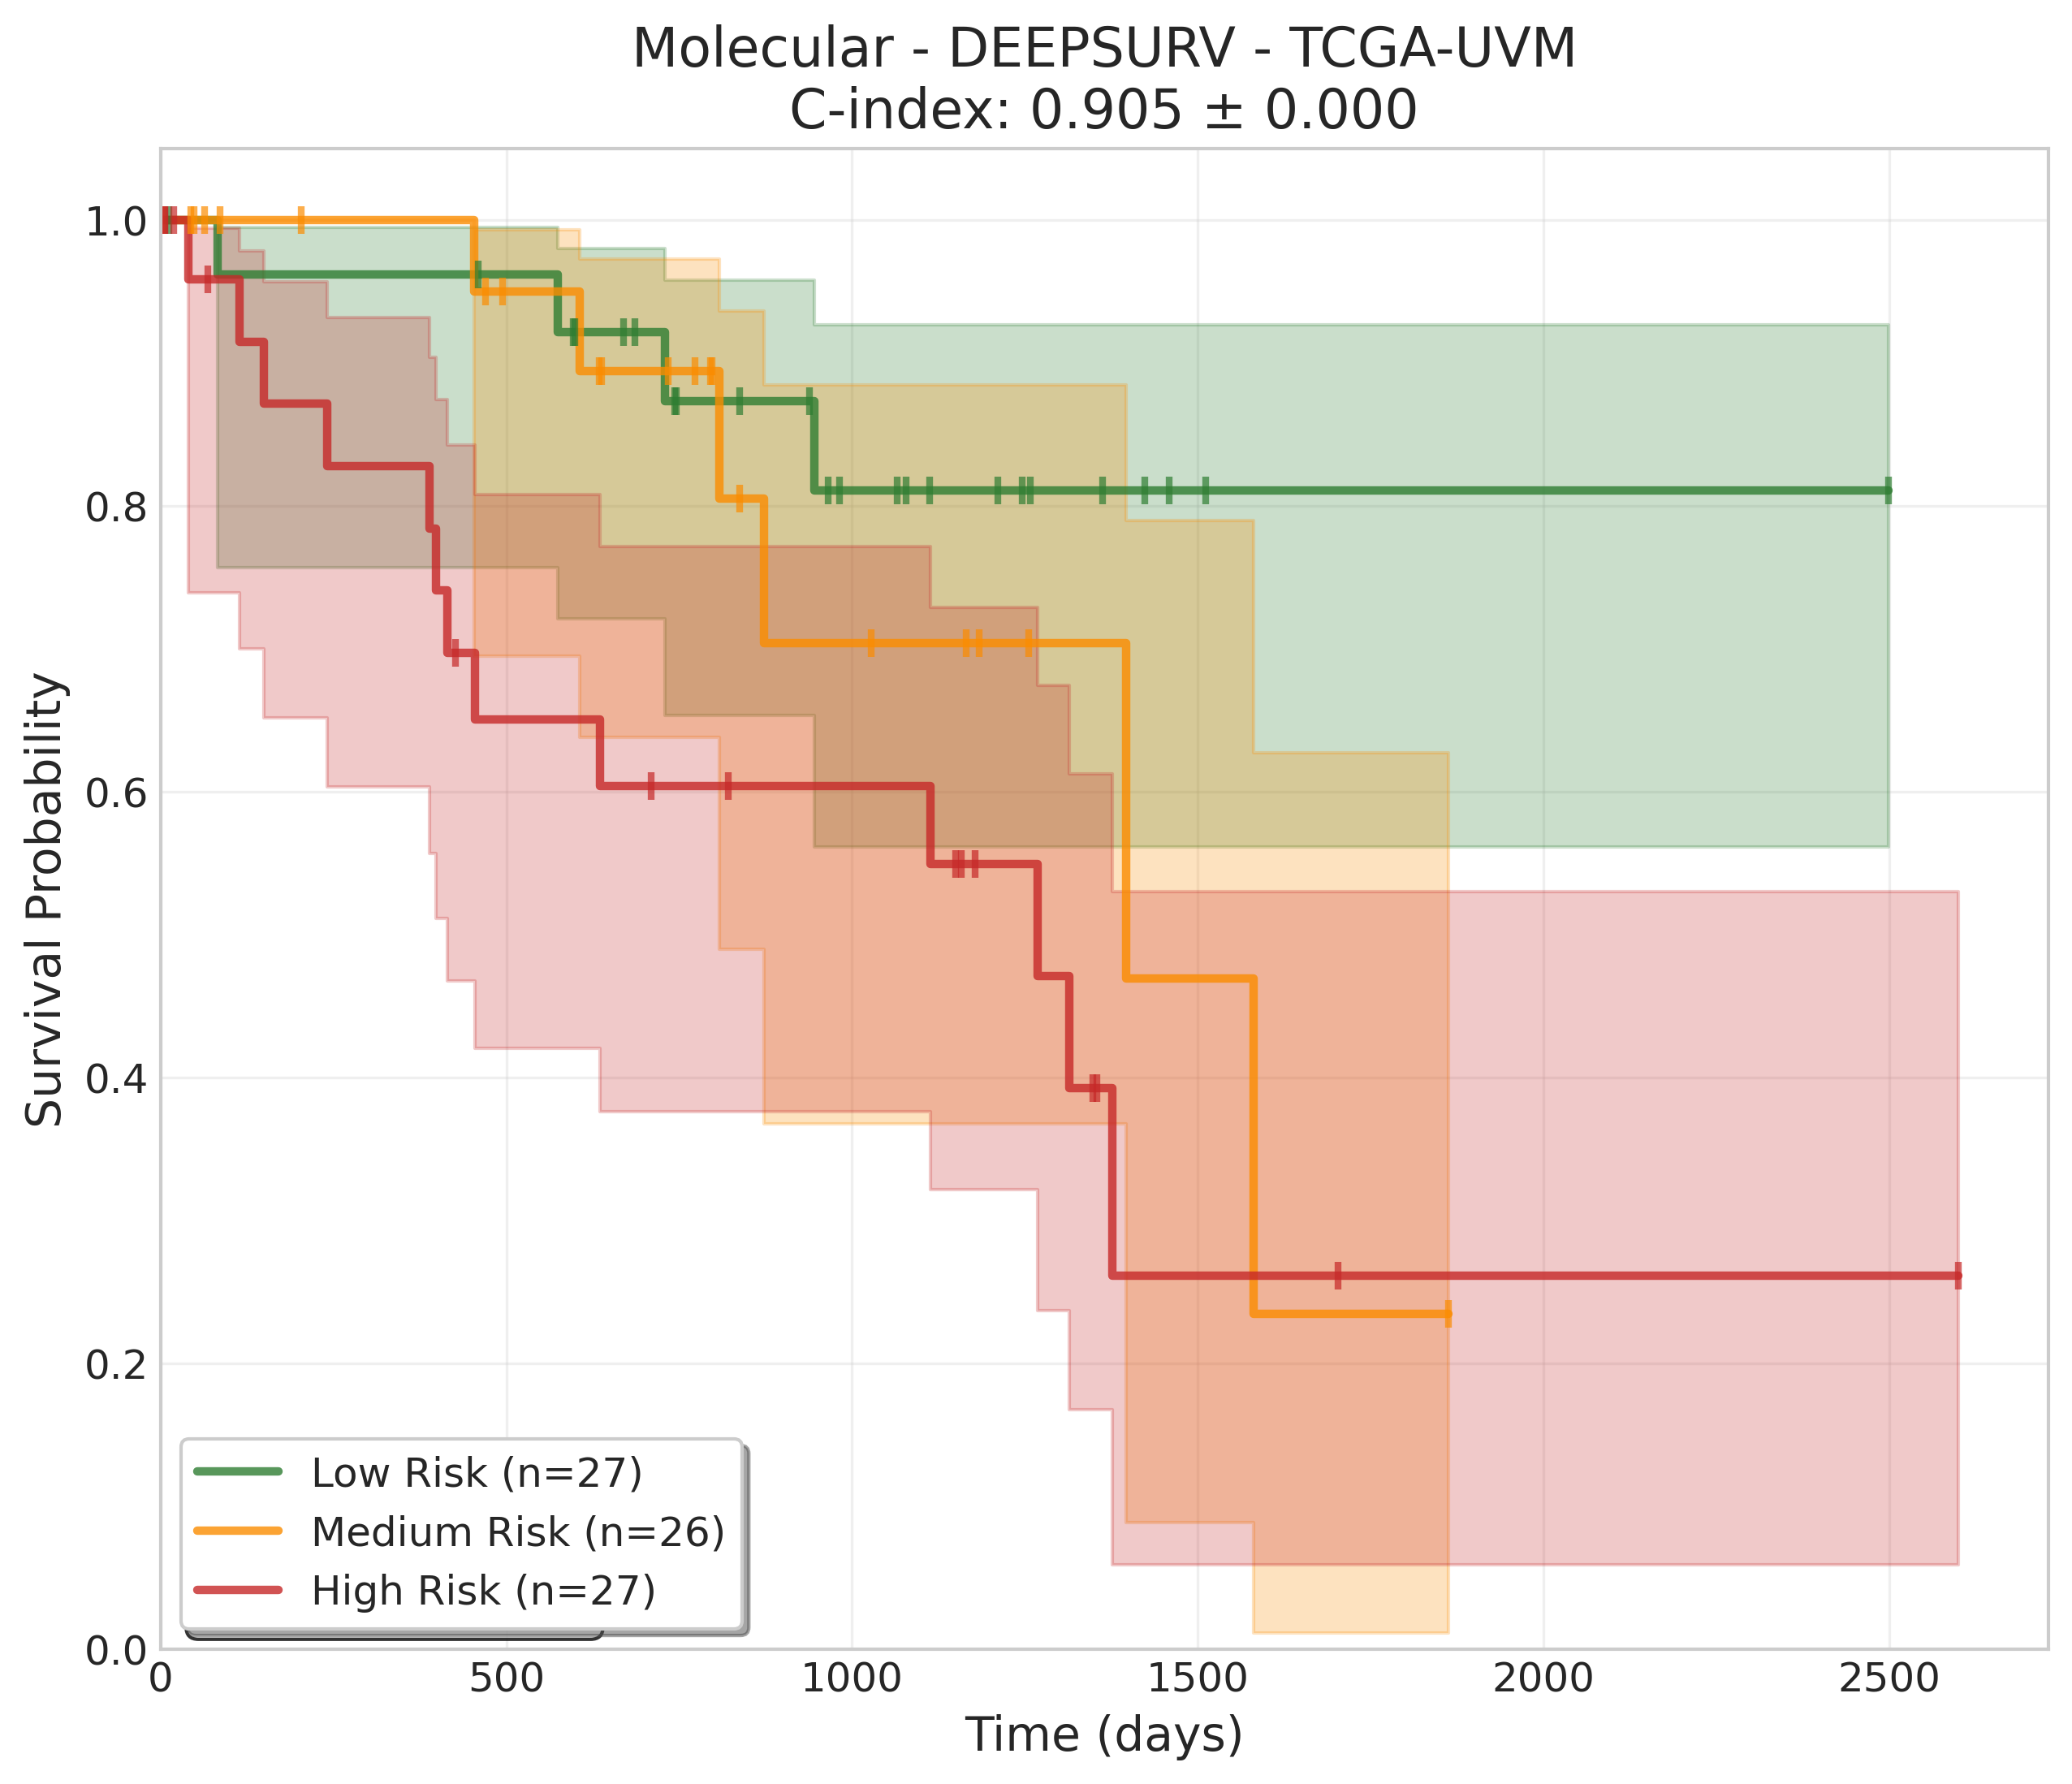 Molecular - DEEPSURV - TCGA-UVM
C-index: 0.905 ± 0.000
Survival Probability
1.0
0.8
0.6
0.4
0.2
0.0
Low Risk (n=27)
Medium Risk (n=26)
High Risk (n=27)
0 500 1000 1500 2000 2500
Time (days)